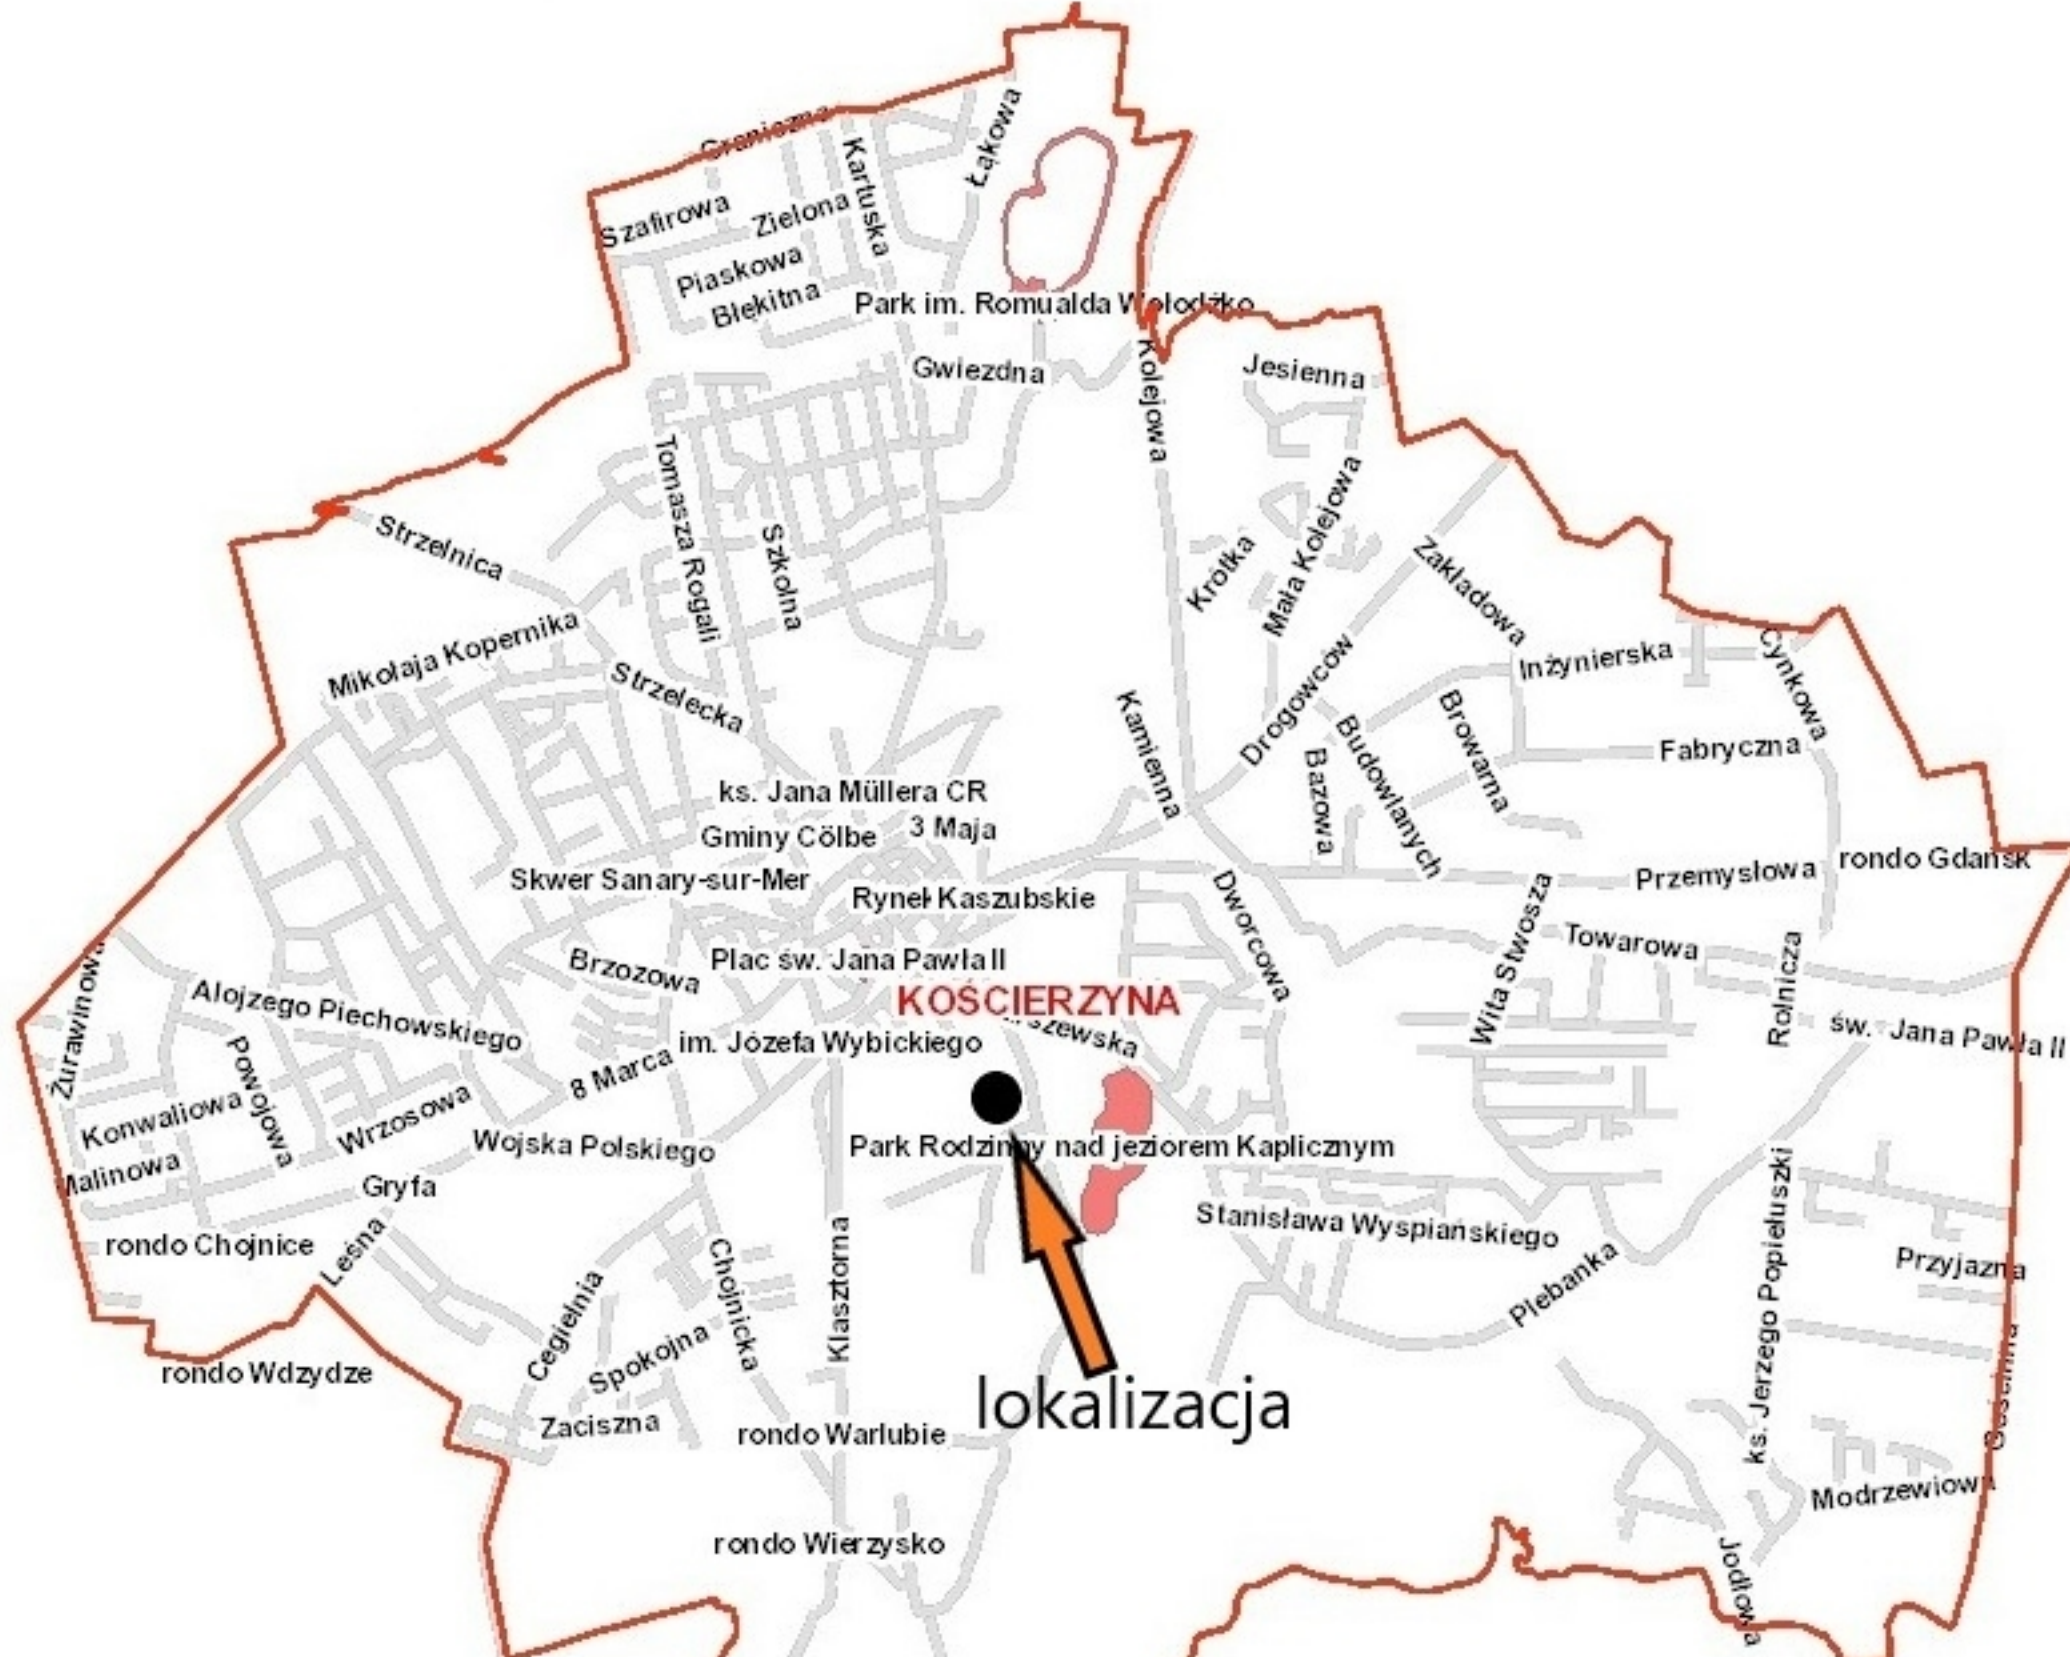 Graniczna
Łąkowa
Kartuska
Szafirowa
Zielona
Piaskowa
Błękitna
Park im. Romualda Wołodźko
Gwiezdna
Kolejowa
Jesienna
Tomasza Rogali
Strzelnica
Szkolna
Krótka
Mała Kolejowa
Zakładowa
Mikołaja Kopernika
Strzelecka
Drogowców
Inżynierska
Cynkowa
Kamienna
Bazowa
Budowlanych
Browarna
Fabryczna
ks. Jana Müllera CR
Gminy Cölbe
3 Maja
Skwer Sanary-sur-Mer
Rynek Kaszubskie
Dworcowa
Przemysłowa
rondo Gdańsk
Wita Stwosza
Towarowa
Rolnicza
Żurawinowa
Brzozowa
Plac św. Jana Pawła II
KOŚCIERZYNA
Alojzego Piechowskiego
św. Jana Pawła II
im. Józefa Wybickiego
szewska
Powojowa
8 Marca
Konwaliowa
Wrzosowa
Wojska Polskiego
Park Rodzinny nad jeziorem Kaplicznym
Malinowa
Gryfa
Stanisława Wyspiańskiego
rondo Chojnice
Leśna
Cegielnia
Chojnicka
Klasztorna
Plebanka
ks. Jerzego Popiełuszki
Przyjazna
rondo Wdzydze
Spokojna
lokalizacja
Gościnna
Zaciszna
rondo Warlubie
Modrzewiowa
rondo Wierzysko
Jodłowa